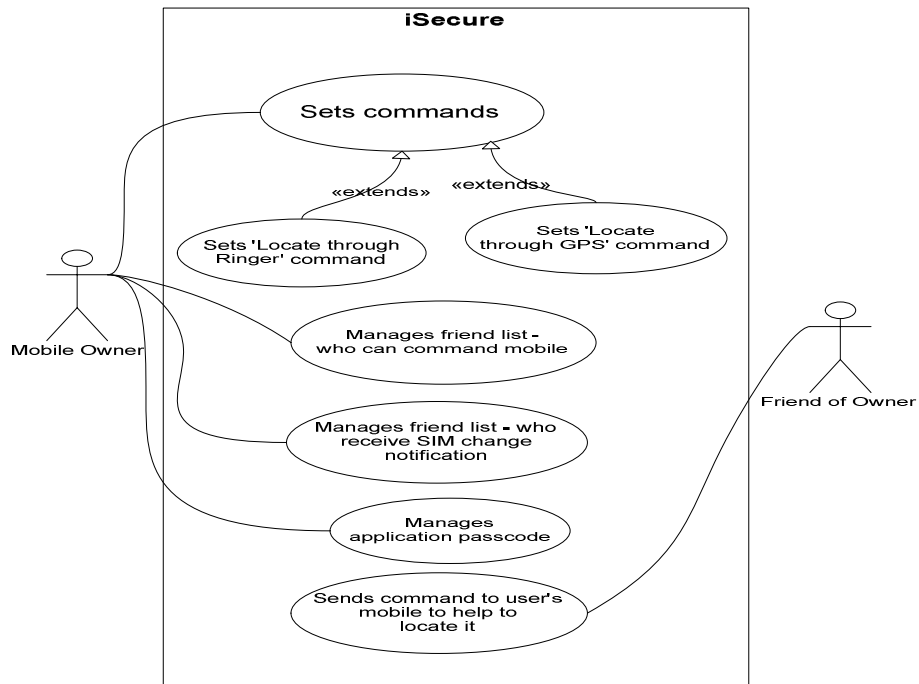 iSecure
Sets commands
«extends»
«extends»
Sets 'Locate through
Ringer' command
Sets 'Locate
through GPS' command
Mobile Owner
Manages friend list -
who can command mobile
Friend of Owner
Manages friend list - who
receive SIM change
notification
Manages
application passcode
Sends command to user's
mobile to help to
locate it